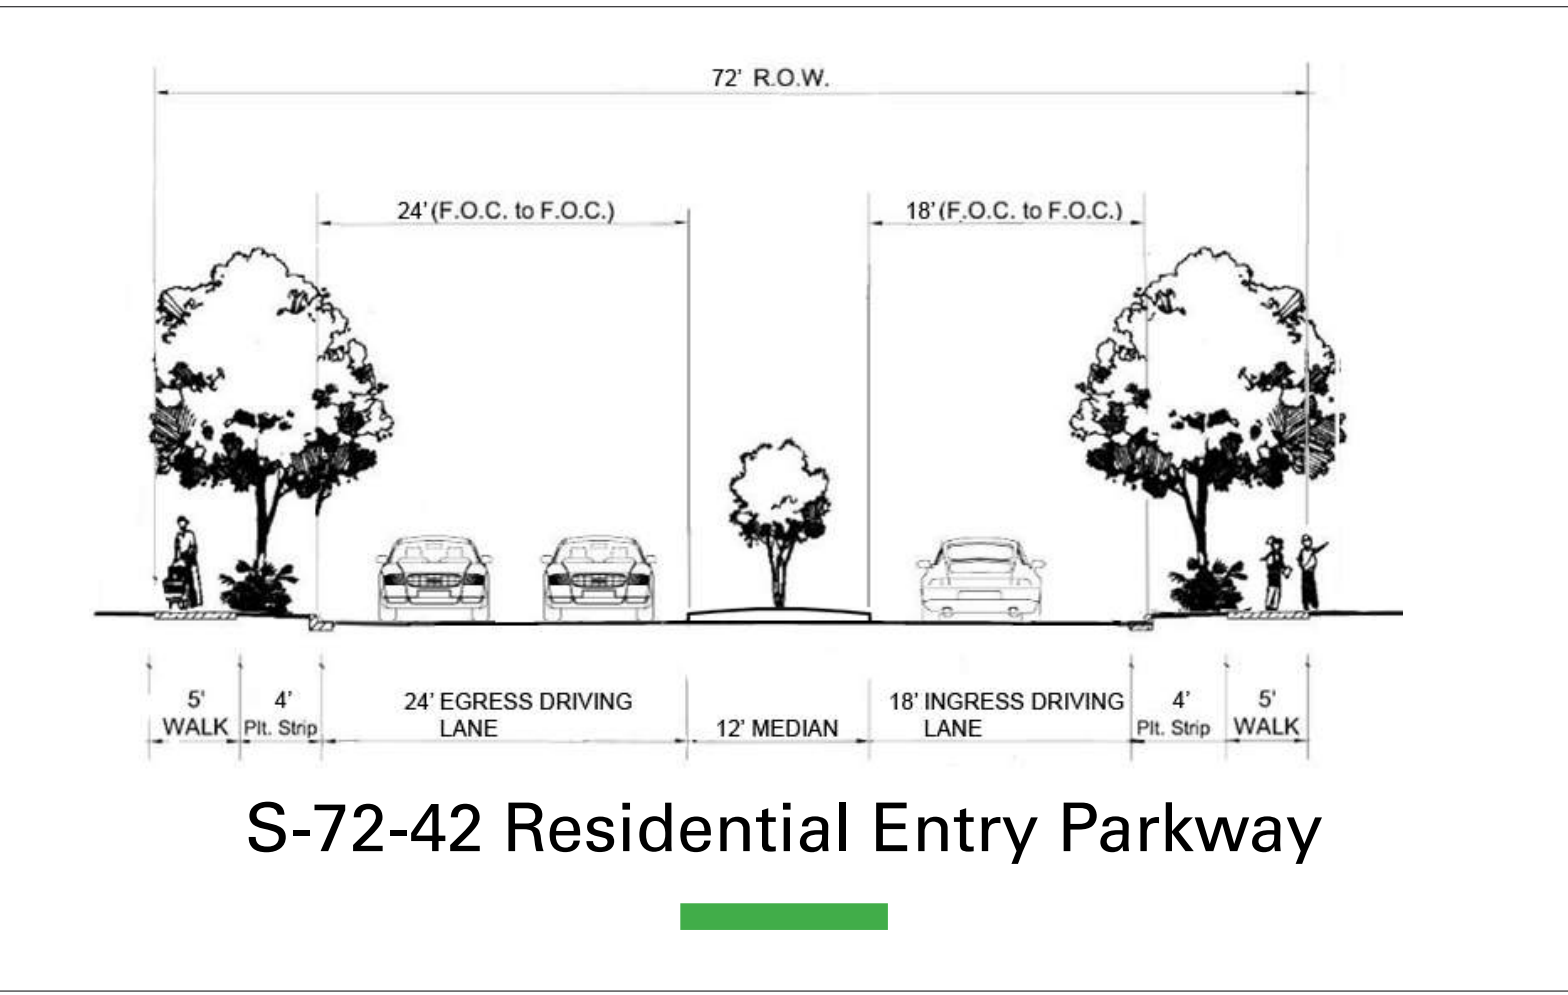 72' R.O.W.
24' (F.O.C. to F.O.C.)
18' (F.O.C. to F.O.C.)
5'
WALK
4'
Plt. Strip
24' EGRESS DRIVING
LANE
12' MEDIAN
18' INGRESS DRIVING
LANE
4'
Plt. Strip
5'
WALK
S-72-42 Residential Entry Parkway